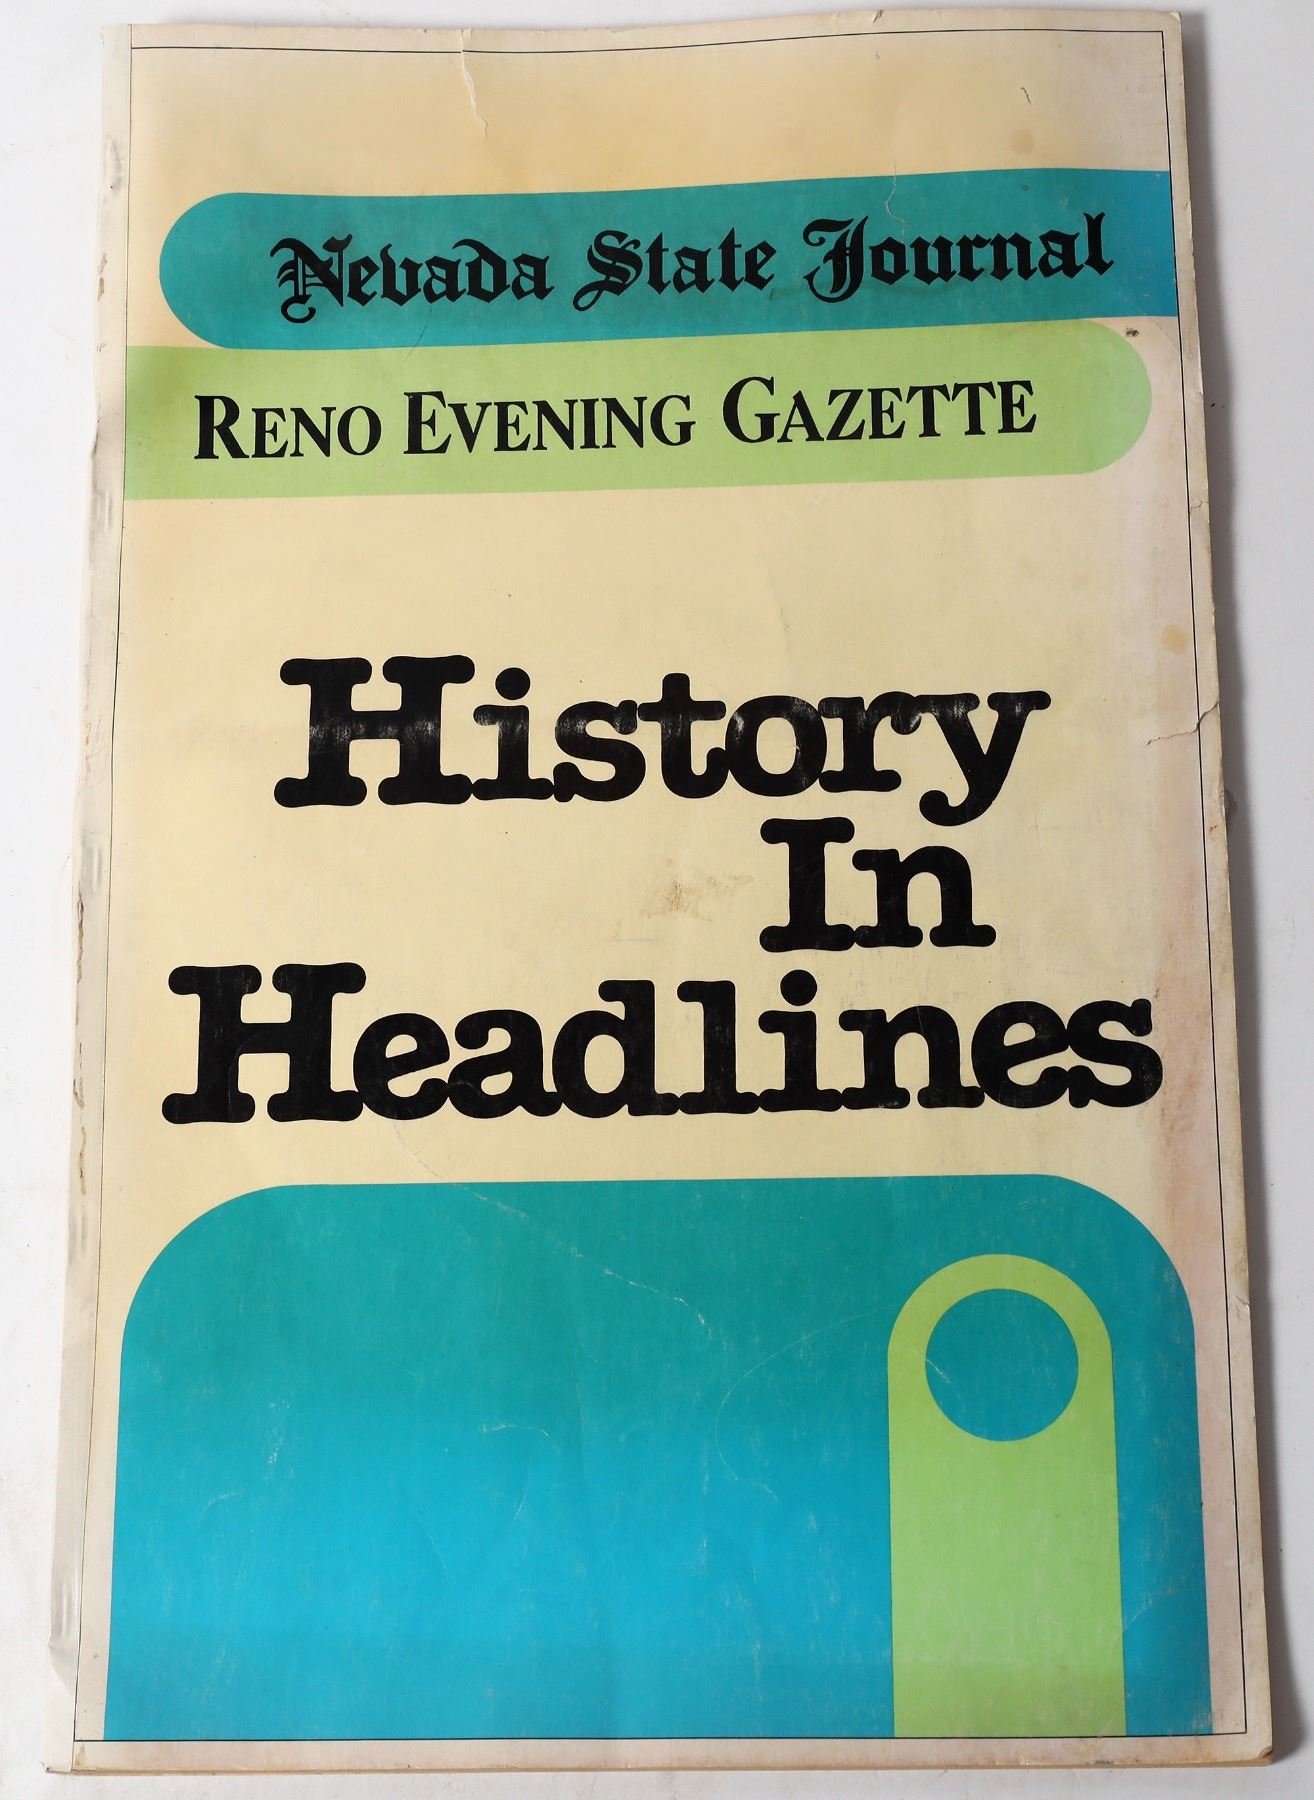 Nevada State Journal
RENO EVENING GAZETTE
History
In
Headlines